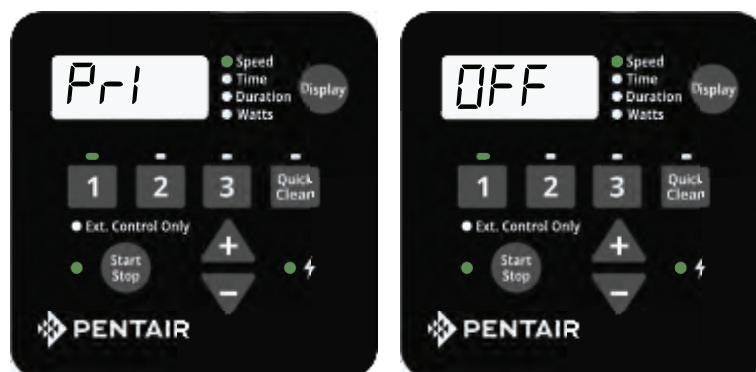 PrI
Speed
Time
Duration
Watts
Display
1 2 3 Quick Clean
Ext. Control Only
Start Stop
+
−
PENTAIR
OFF
Speed
Time
Duration
Watts
Display
1 2 3 Quick Clean
Ext. Control Only
Start Stop
+
−
PENTAIR